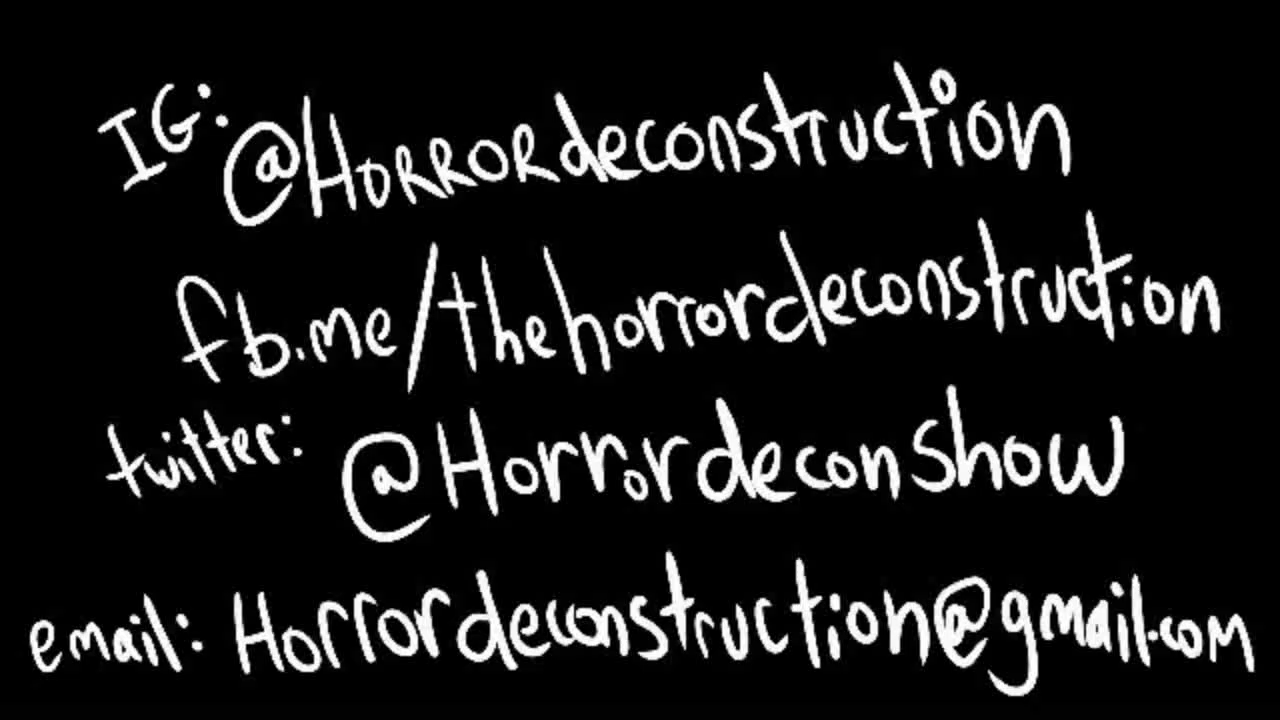 IG: @Horrordeconstruction
fb.me/thehorrordeconstruction
twitter: @Horrordeconshow
email: Horrordeconstruction@gmail.com